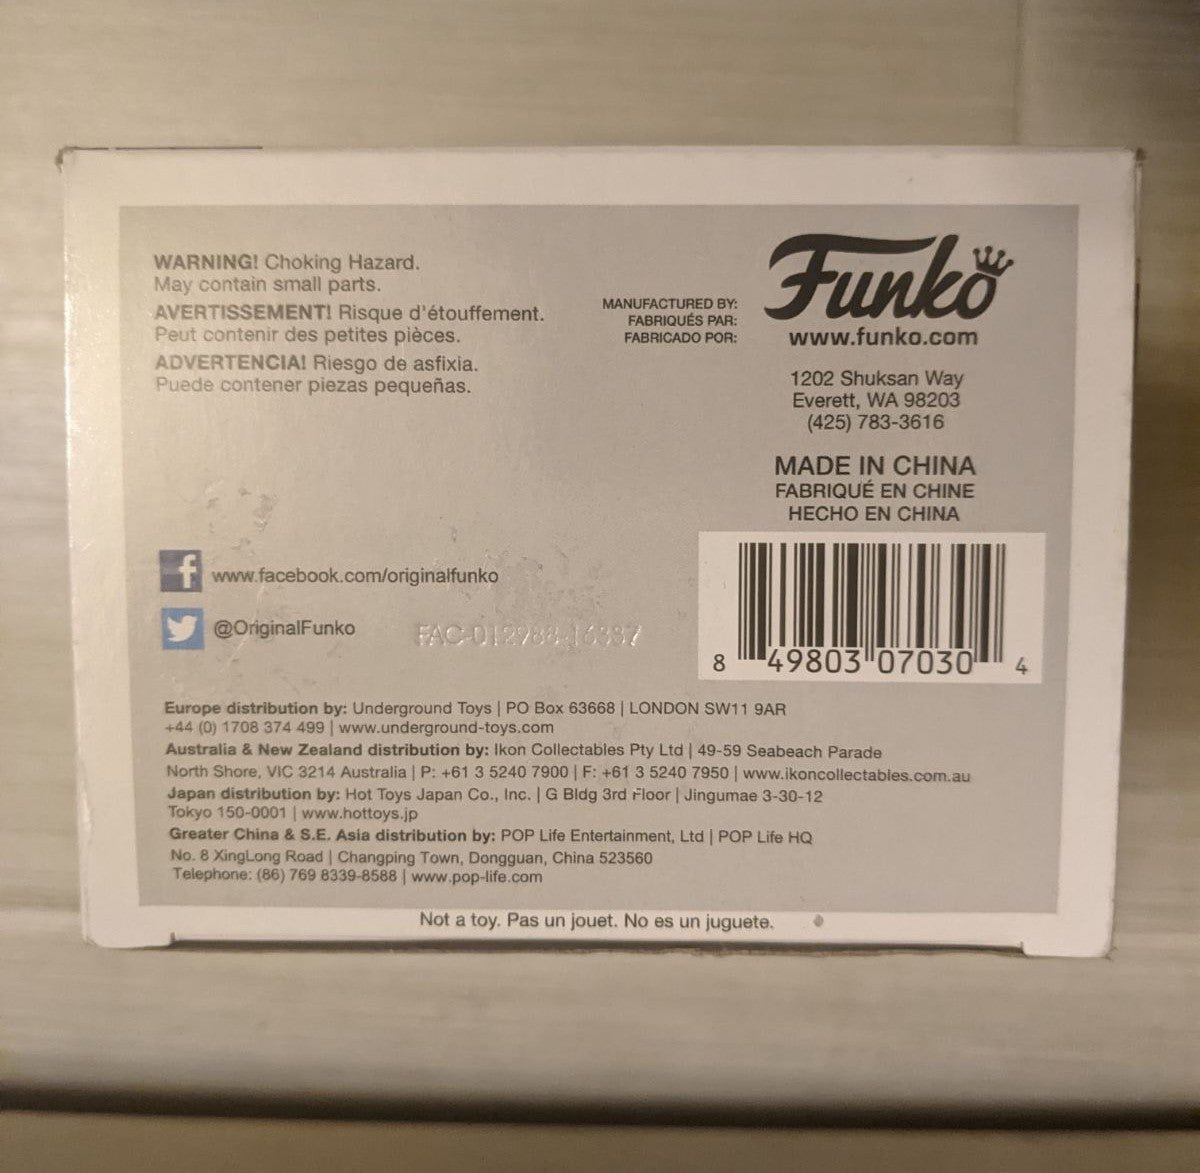 WARNING! Choking Hazard.
May contain small parts.
AVERTISSEMENT! Risque d'étouffement.
Peut contenir des petites pièces.
ADVERTENCIA! Riesgo de asfixia.
Puede contener piezas pequeñas.
MANUFACTURED BY:
FABRIQUÉS PAR:
FABRICADO POR:
Funko
www.funko.com
1202 Shuksan Way
Everett, WA 98203
(425) 783-3616
MADE IN CHINA
FABRIQUÉ EN CHINE
HECHO EN CHINA
f www.facebook.com/originalfunko
@OriginalFunko
8 49803 07030 4
Europe distribution by: Underground Toys | PO Box 63668 | LONDON SW11 9AR
+44 (0) 1708 374 499 | www.underground-toys.com
Australia & New Zealand distribution by: Ikon Collectables Pty Ltd | 49-59 Seabeach Parade
North Shore, VIC 3214 Australia | P: +61 3 5240 7900 | F: +61 3 5240 7950 | www.ikoncollectables.com.au
Japan distribution by: Hot Toys Japan Co., Inc. | G Bldg 3rd Floor | Jingumae 3-30-12
Tokyo 150-0001 | www.hottoys.jp
Greater China & S.E. Asia distribution by: POP Life Entertainment, Ltd | POP Life HQ
No. 8 XingLong Road | Changping Town, Dongguan, China 523560
Telephone: (86) 769 8339-8588 | www.pop-life.com
Not a toy. Pas un jouet. No es un juguete.